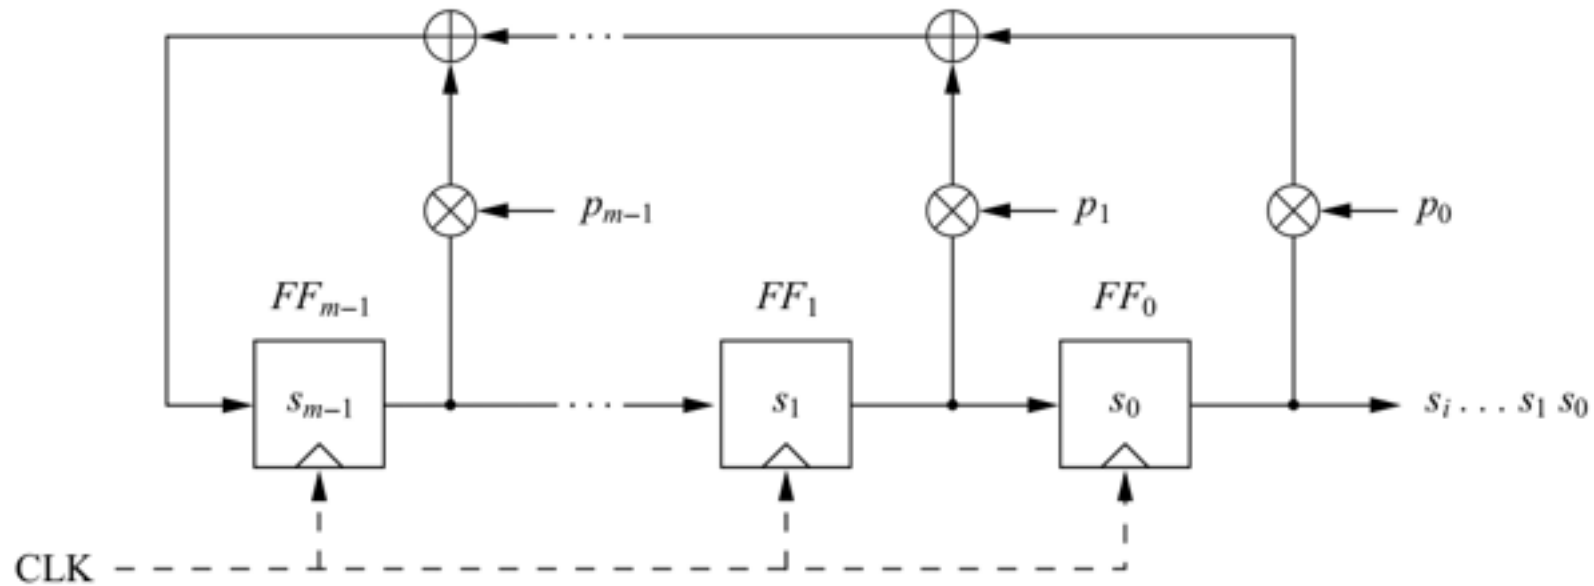 p_{m−1} p_1 p_0
FF_{m−1} FF_1 FF_0
s_{m−1} · · · s_1 s_0 s_i . . . s_1 s_0
CLK